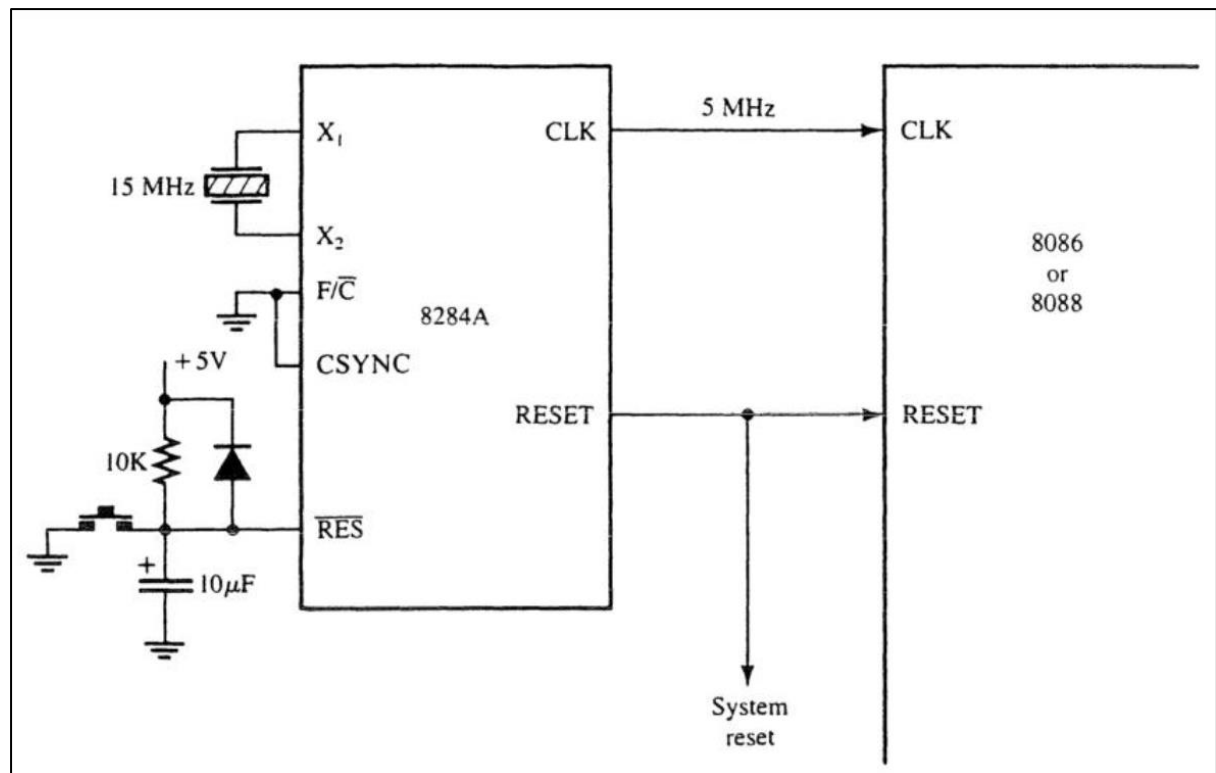 5 MHz
X₁
CLK
CLK
15 MHz
X₂
8086
or
8088
F/C̅
8284A
+5V
CSYNC
RESET
RESET
10K
R̅E̅S̅
+
10μF
System
reset